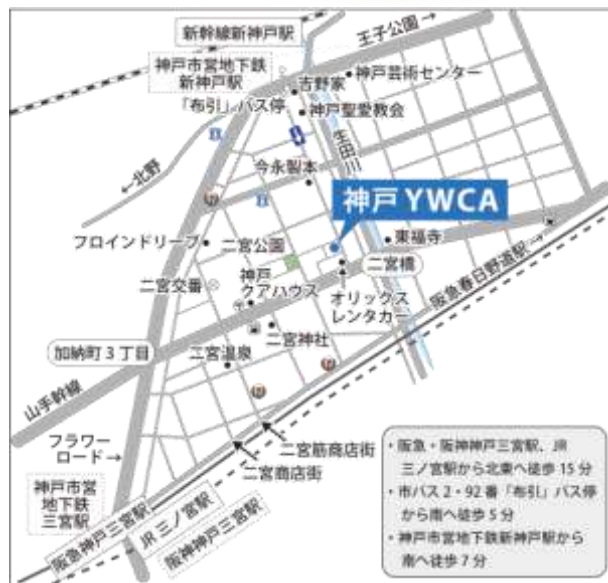 新幹線新神戸駅
王子公園→
神戸市営地下鉄
新神戸駅
吉野家
神戸芸術センター
「布引」バス停
神戸聖愛教会
生田川
←北野
今永製本
神戸 YWCA
フロインドリーブ
二宮公園
東福寺
二宮橋
阪急春日野道駅→
二宮交番
神戸
クアハウス
オリックス
レンタカー
加納町3丁目
二宮神社
二宮温泉
山手幹線
フラワー
ロード→
二宮筋商店街
二宮商店街
神戸市営
地下鉄
三宮駅
阪急神戸三宮駅
JR 三ノ宮駅
阪神神戸三宮駅
・阪急・阪神神戸三宮駅、JR
三ノ宮駅から北東へ徒歩 15 分
・市バス 2・92 番「布引」バス停
から南へ徒歩 5 分
・神戸市営地下鉄新神戸駅から
南へ徒歩 7 分